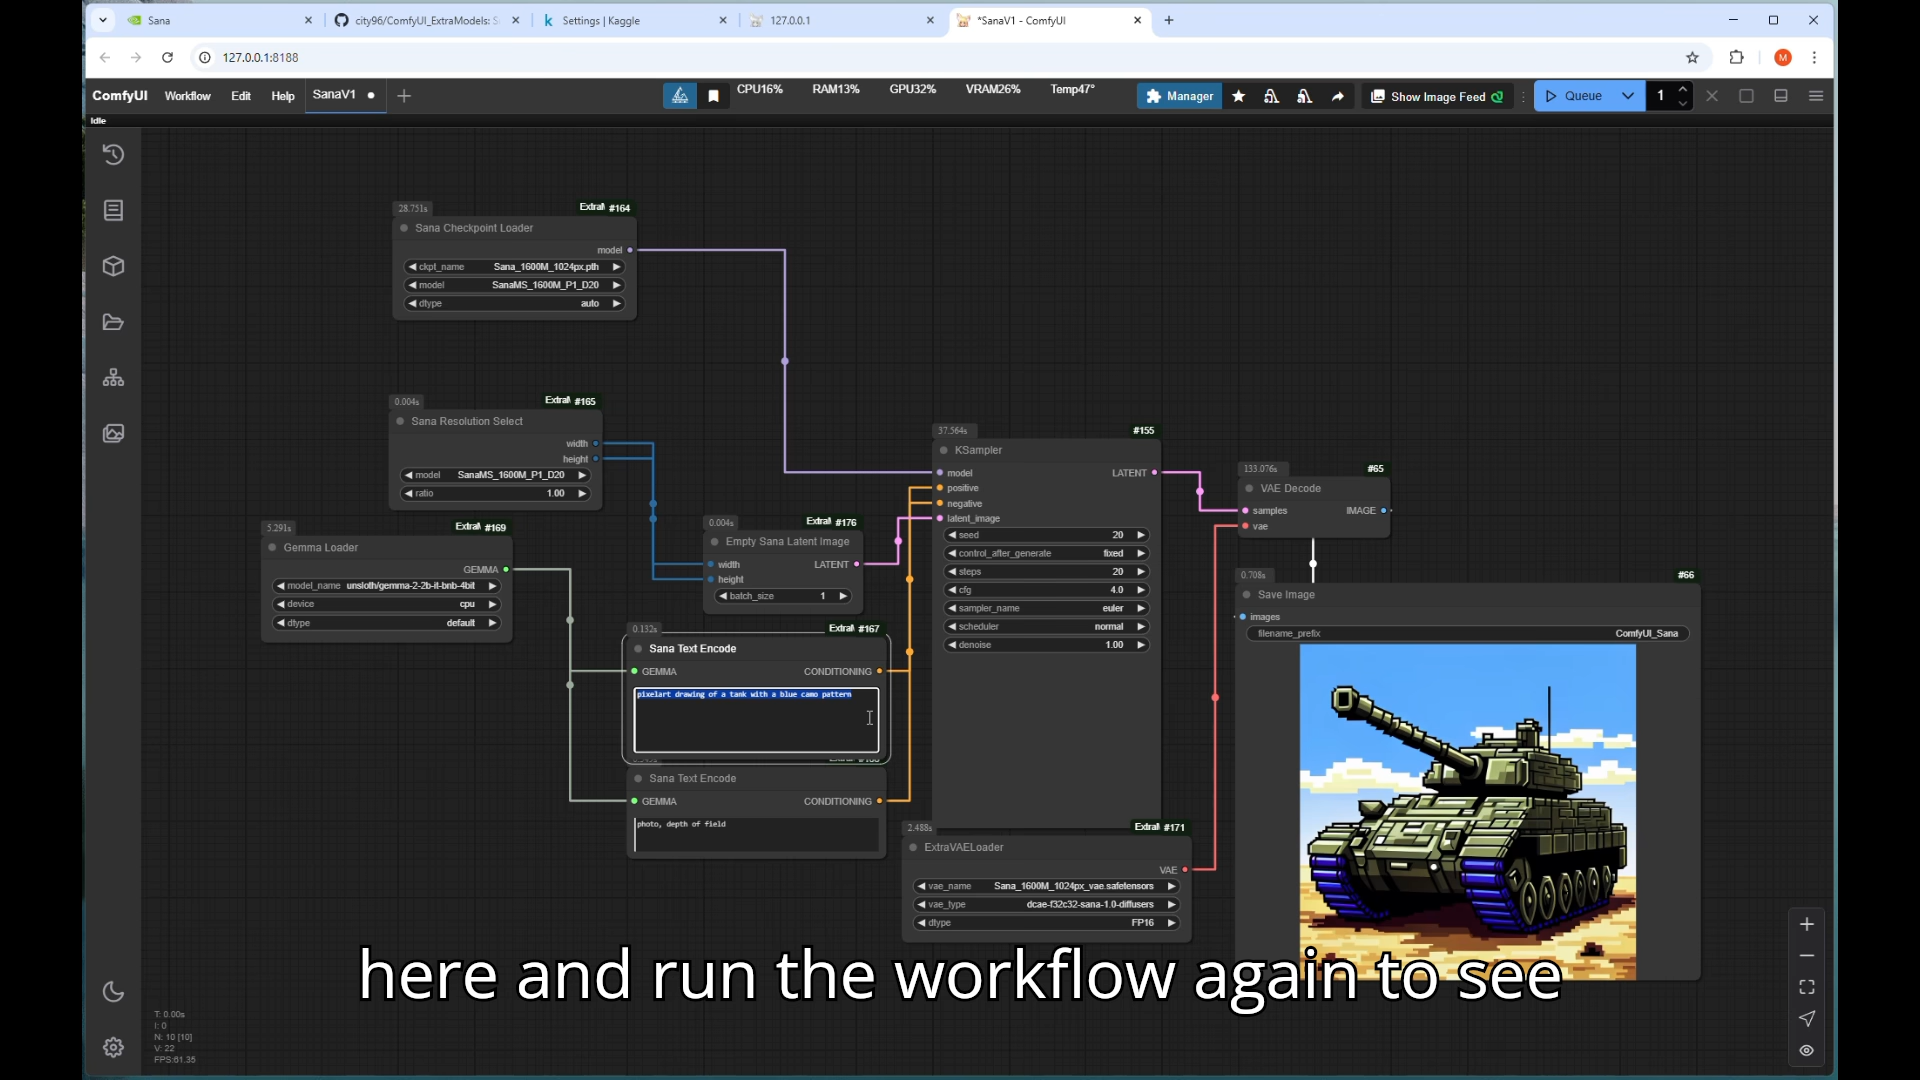 Sana
city96/ComfyUI_ExtraModels: S
Settings | Kaggle
127.0.0.1
*SanaV1 - ComfyUI
127.0.0.1:8188
M
ComfyUI
Workflow
Edit
Help
SanaV1
CPU16%
RAM13%
GPU32%
VRAM26%
Temp47°
Manager
Show Image Feed
Queue
1
Idle
28.751s
#164
Sana Checkpoint Loader
model
ckpt_name Sana_1600M_1024px.pth
model SanaMS_1600M_P1_D20
dtype auto
0.004s
#165
Sana Resolution Select
width
height
model SanaMS_1600M_P1_D20
ratio 1.00
5.291s
#169
Gemma Loader
GEMMA
model_name unsloth/gemma-2-2b-it-bnb-4bit
device cpu
dtype default
0.004s
#176
Empty Sana Latent Image
width LATENT
height
batch_size 1
0.132s
#167
Sana Text Encode
GEMMA CONDITIONING
pixelart drawing of a tank with a blue camo pattern
Sana Text Encode
GEMMA CONDITIONING
photo, depth of field
37.564s
#155
KSampler
model LATENT
positive
negative
latent_image
seed 20
control_after_generate fixed
steps 20
cfg 4.0
sampler_name euler
scheduler normal
denoise 1.00
2.488s
#171
ExtraVAELoader
VAE
vae_name Sana_1600M_1024px_vae.safetensors
vae_type dcae-f32c32-sana-1.0-diffusers
dtype FP16
133.076s
#65
VAE Decode
samples IMAGE
vae
0.708s
#66
Save Image
images
filename_prefix ComfyUI_Sana
here and run the workflow again to see
T: 0.00s
I: 0
N: 10 [10]
V: 22
FPS:61.35